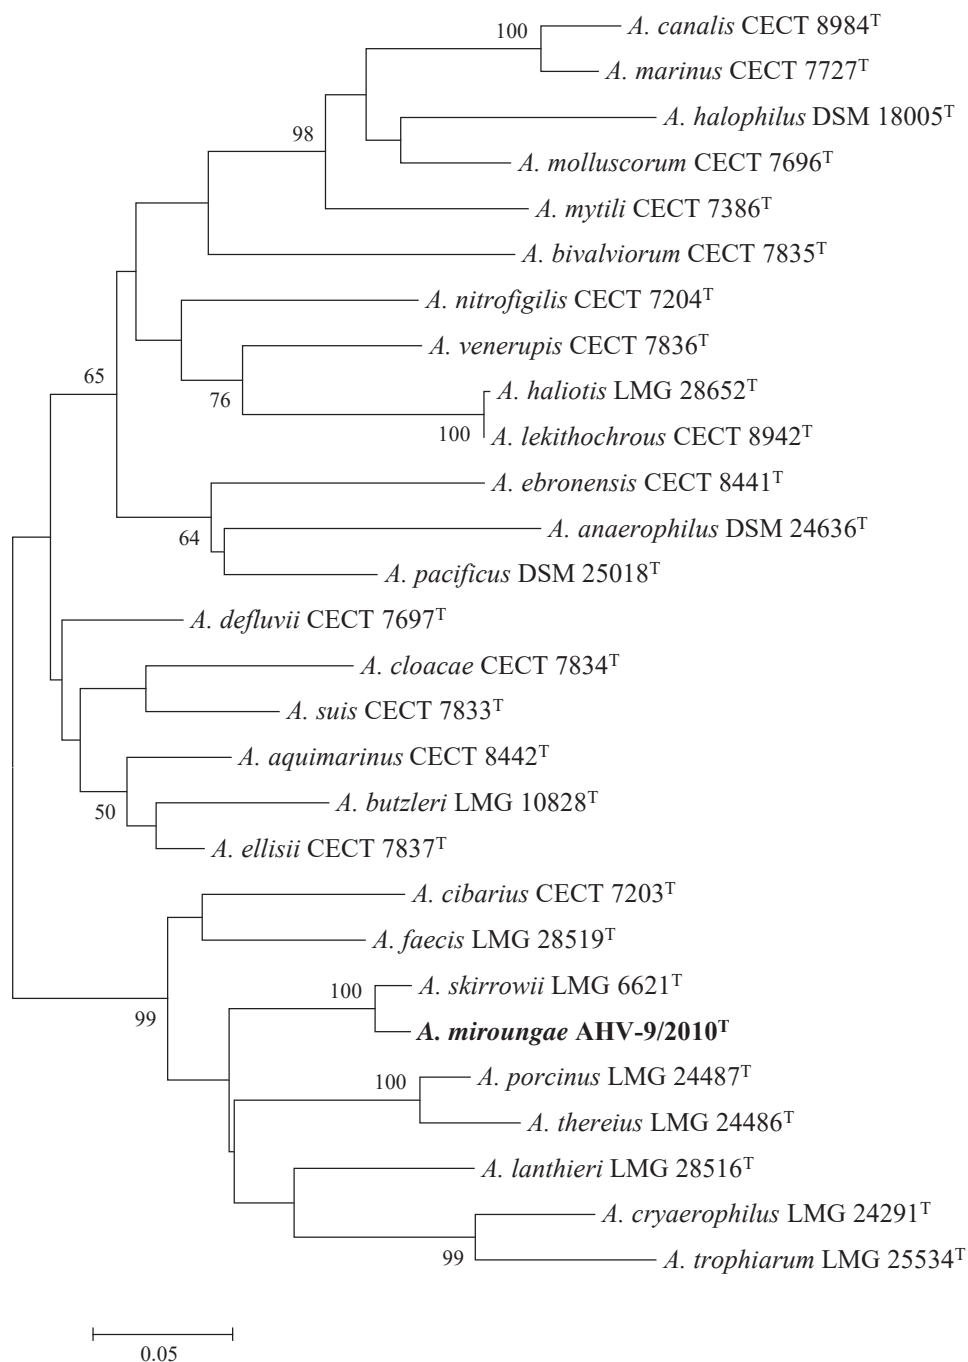 100
A. canalis CECT 8984ᵀ
A. marinus CECT 7727ᵀ
A. halophilus DSM 18005ᵀ
98
A. molluscorum CECT 7696ᵀ
A. mytili CECT 7386ᵀ
A. bivalviorum CECT 7835ᵀ
A. nitrofigilis CECT 7204ᵀ
A. venerupis CECT 7836ᵀ
65
76
A. haliotis LMG 28652ᵀ
100
A. lekithochrous CECT 8942ᵀ
A. ebronensis CECT 8441ᵀ
A. anaerophilus DSM 24636ᵀ
64
A. pacificus DSM 25018ᵀ
A. defluvii CECT 7697ᵀ
A. cloacae CECT 7834ᵀ
A. suis CECT 7833ᵀ
A. aquimarinus CECT 8442ᵀ
A. butzleri LMG 10828ᵀ
50
A. ellisii CECT 7837ᵀ
A. cibarius CECT 7203ᵀ
A. faecis LMG 28519ᵀ
A. skirrowii LMG 6621ᵀ
100
99
A. miroungae AHV-9/2010ᵀ
A. porcinus LMG 24487ᵀ
100
A. thereius LMG 24486ᵀ
A. lanthieri LMG 28516ᵀ
A. cryaerophilus LMG 24291ᵀ
99
A. trophiarum LMG 25534ᵀ
0.05